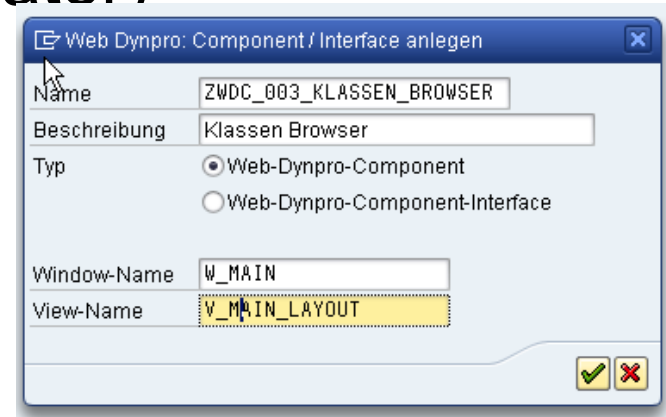 Web Dynpro: Component / Interface anlegen
Name ZWDC_003_KLASSEN_BROWSER
Beschreibung Klassen Browser
Typ Web-Dynpro-Component
Web-Dynpro-Component-Interface
Window-Name W_MAIN
View-Name V_MAIN_LAYOUT